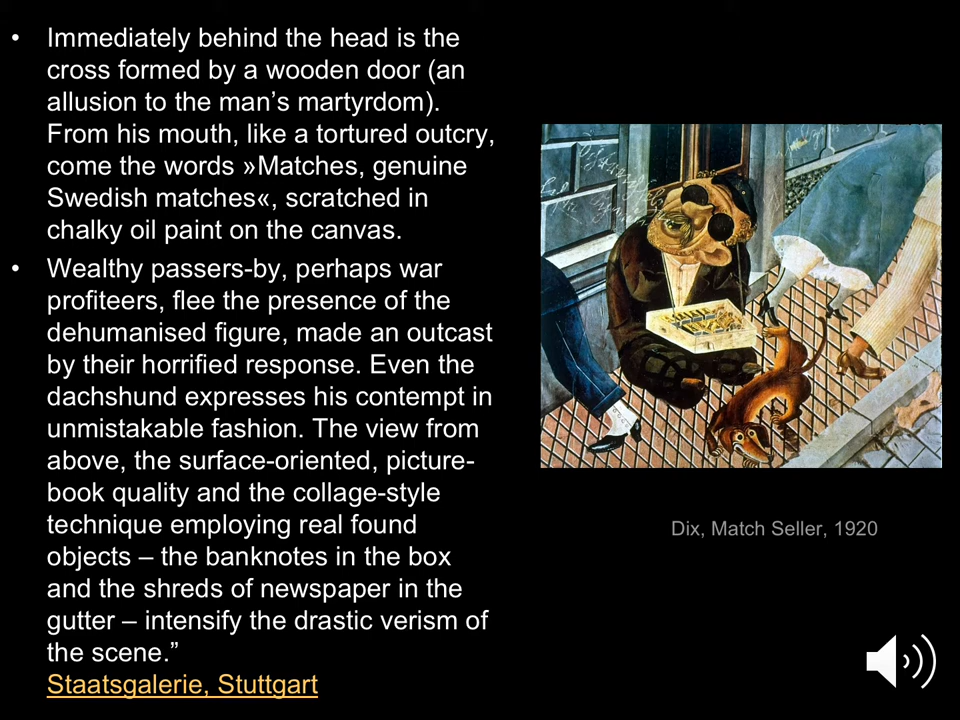 • Immediately behind the head is the
cross formed by a wooden door (an
allusion to the man’s martyrdom).
From his mouth, like a tortured outcry,
come the words »Matches, genuine
Swedish matches«, scratched in
chalky oil paint on the canvas.
• Wealthy passers-by, perhaps war
profiteers, flee the presence of the
dehumanised figure, made an outcast
by their horrified response. Even the
dachshund expresses his contempt in
unmistakable fashion. The view from
above, the surface-oriented, picture-
book quality and the collage-style
technique employing real found
objects – the banknotes in the box
and the shreds of newspaper in the
gutter – intensify the drastic verism of
the scene.”
Staatsgalerie, Stuttgart
Dix, Match Seller, 1920